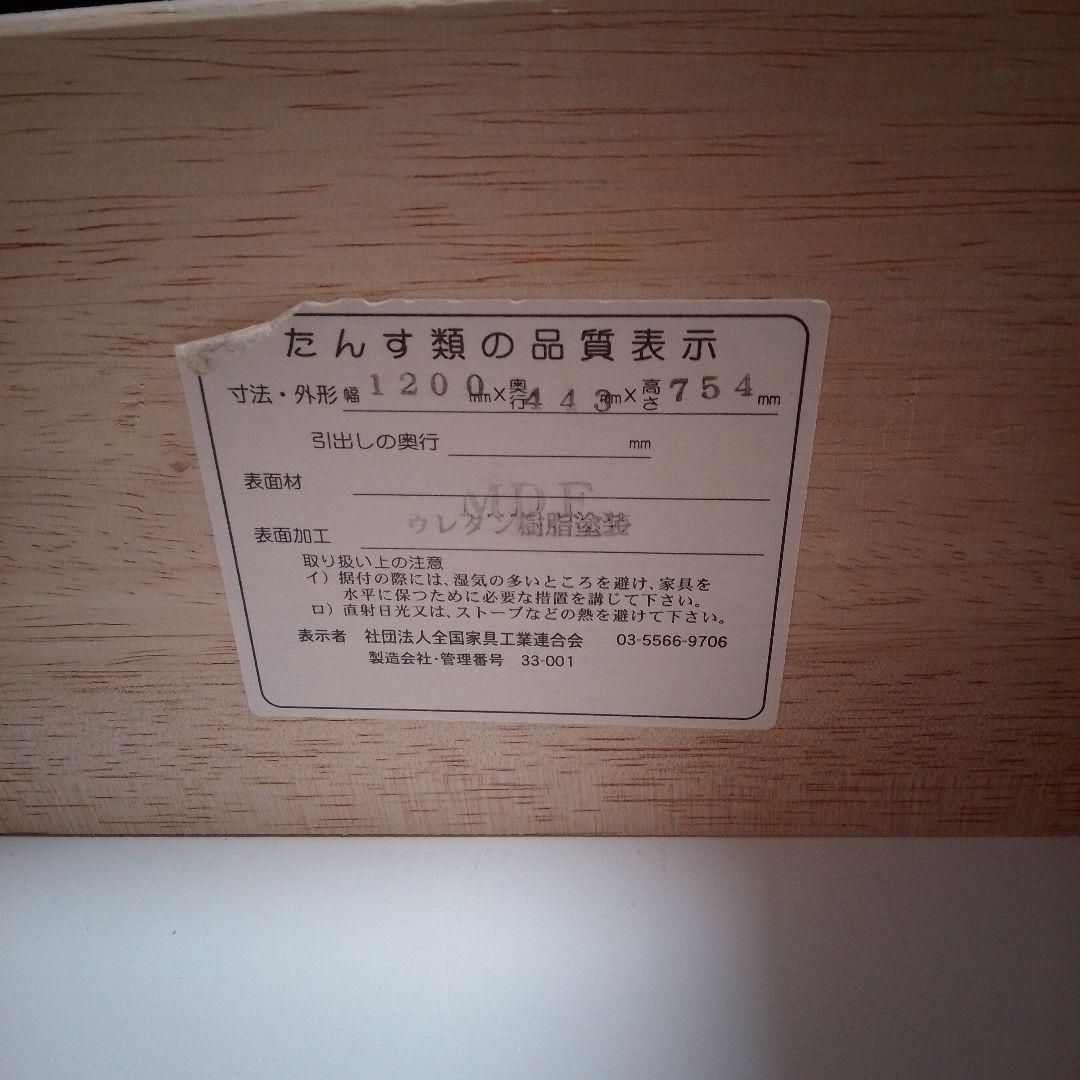 たんす類の品質表示
寸法・外形 幅 1200 mm × 奥行 443 mm × 高さ 754 mm
引出しの奥行 mm
表面材 MDF
表面加工 ウレタン樹脂塗装
取り扱い上の注意
イ）据付の際には、湿気の多いところを避け、家具を
水平に保つために必要な措置を講じて下さい。
ロ）直射日光又は、ストーブなどの熱を避けて下さい。
表示者 社団法人全国家具工業連合会 03-5566-9706
製造会社・管理番号 33-001